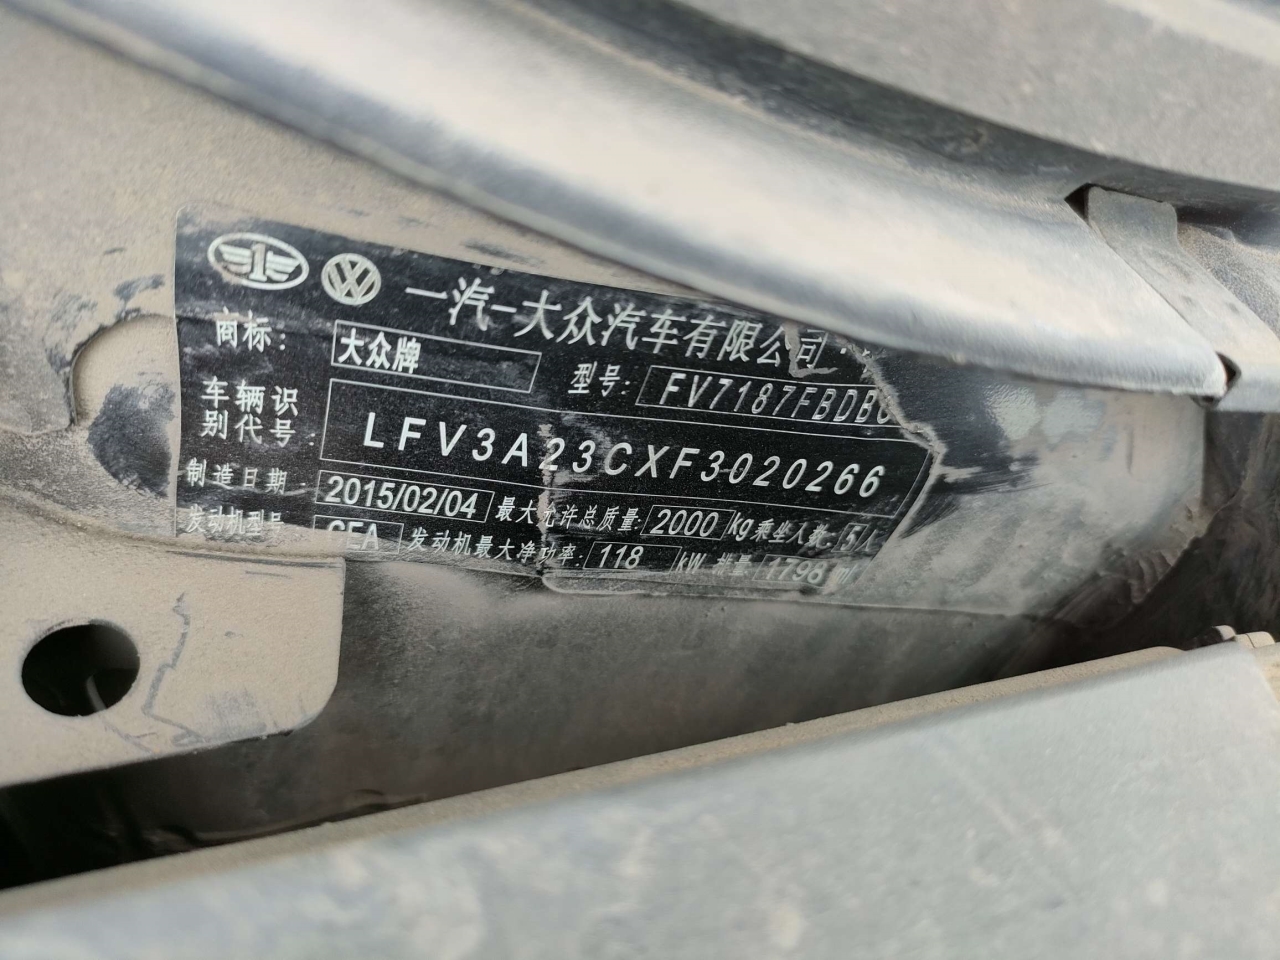 一汽-大众汽车有限公司
商标: 大众牌 型号: FV7187FBDB
车辆识别代号: LFV3A23CXF3020266
制造日期 2015/02/04 最大允许总质量: 2000 kg 乘坐人数: 5人
发动机型号 CEA 发动机最大净功率: 118 kW 排量 1798 ml